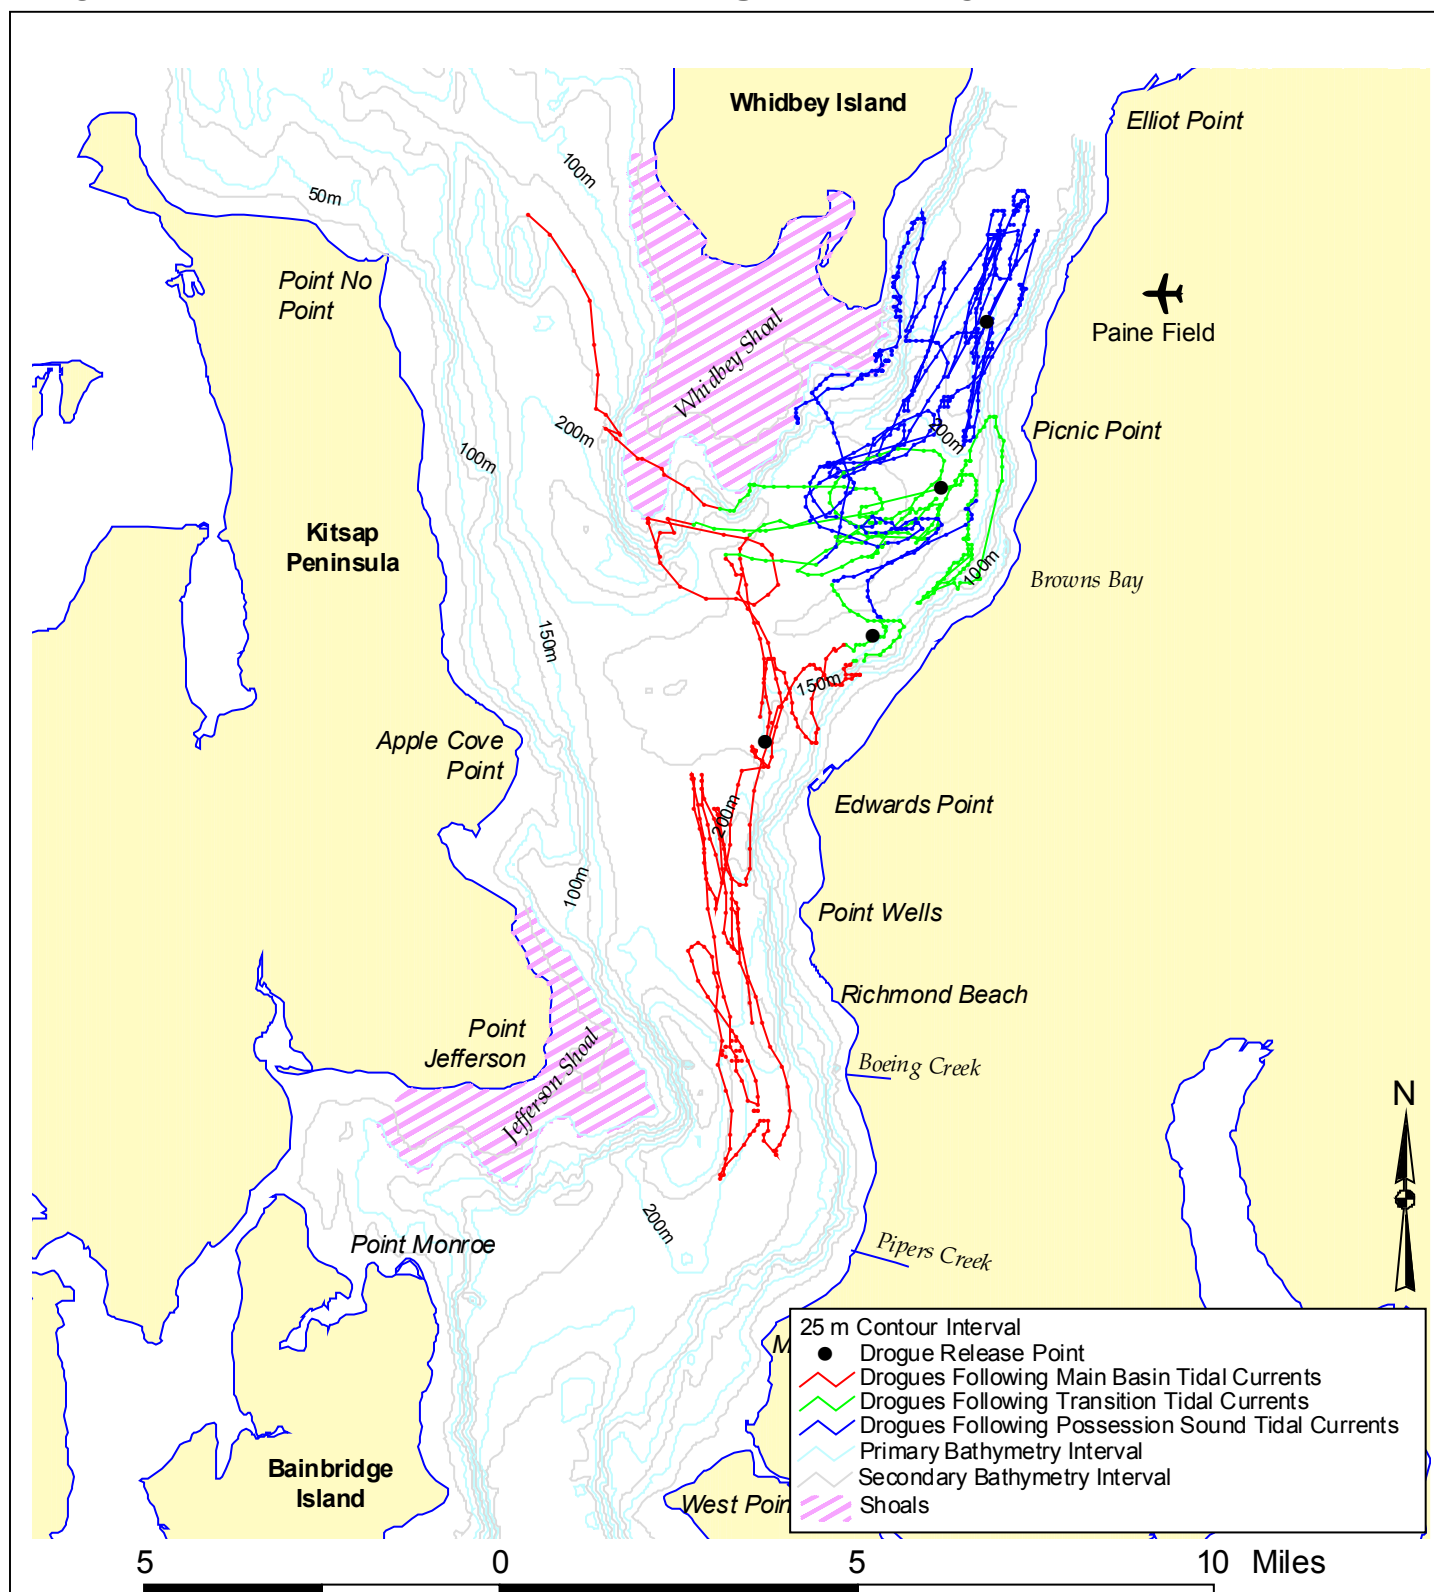 Whidbey Island
Elliot Point
100m
50m
Point No
Point
Paine Field
Whidbey Shoal
200m
200m
Picnic Point
100m
Kitsap
Peninsula
100m
Browns Bay
150m
150m
Apple Cove
Point
200m
Edwards Point
100m
Point Wells
Richmond Beach
Point
Jefferson
Jefferson Shoal
Boeing Creek
N
200m
Point Monroe
Pipers Creek
25 m Contour Interval
Drogue Release Point
Drogues Following Main Basin Tidal Currents
Drogues Following Transition Tidal Currents
Drogues Following Possession Sound Tidal Currents
Primary Bathymetry Interval
Secondary Bathymetry Interval
Shoals
Bainbridge
Island
West Poin
5 0 5 10 Miles